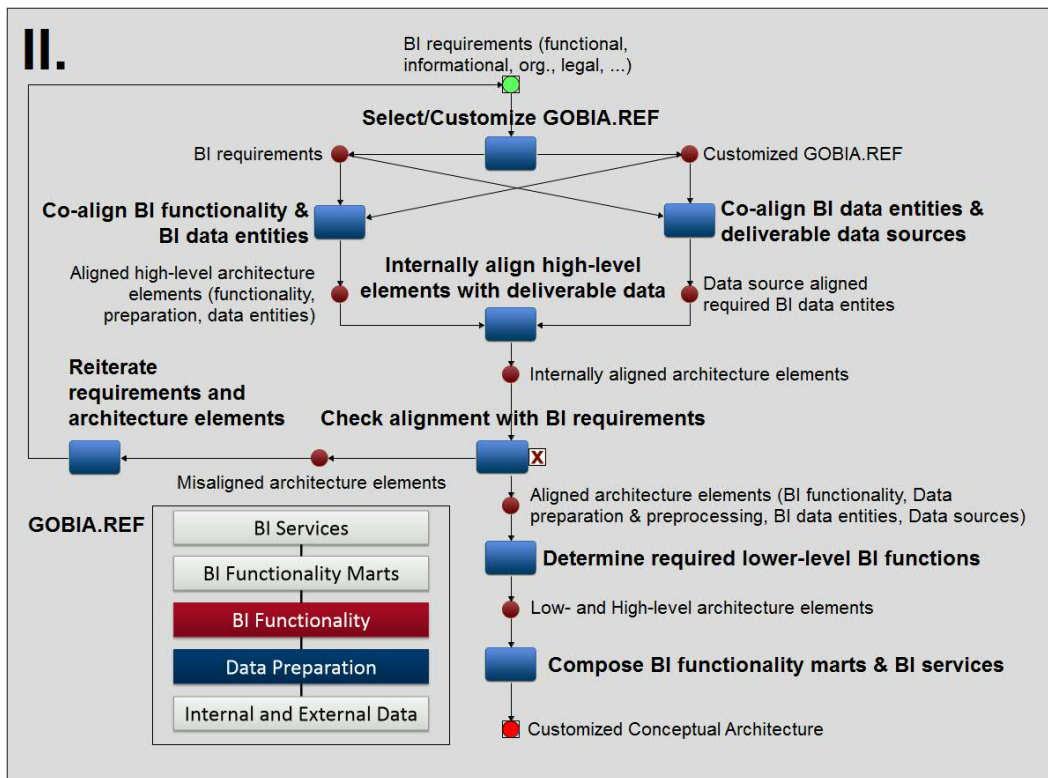 II.
BI requirements (functional,
informational, org., legal, ...)
Select/Customize GOBIA.REF
BI requirements
Customized GOBIA.REF
Co-align BI functionality &
BI data entities
Co-align BI data entities &
deliverable data sources
Aligned high-level architecture
elements (functionality,
preparation, data entities)
Internally align high-level
elements with deliverable data
Data source aligned
required BI data entites
Internally aligned architecture elements
Reiterate
requirements and
architecture elements
Check alignment with BI requirements
X
Misaligned architecture elements
Aligned architecture elements (BI functionality, Data
preparation & preprocessing, BI data entities, Data sources)
GOBIA.REF
BI Services
BI Functionality Marts
BI Functionality
Data Preparation
Internal and External Data
Determine required lower-level BI functions
Low- and High-level architecture elements
Compose BI functionality marts & BI services
Customized Conceptual Architecture